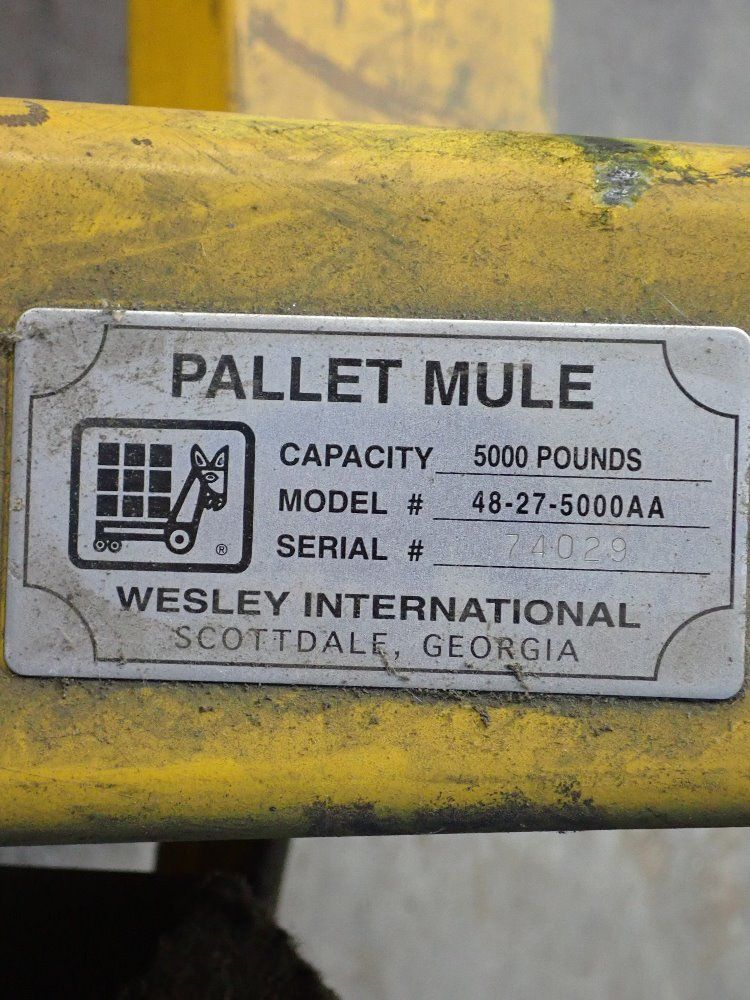 PALLET MULE
CAPACITY 5000 POUNDS
MODEL # 48-27-5000AA
SERIAL # 74029
®
WESLEY INTERNATIONAL
SCOTTDALE, GEORGIA